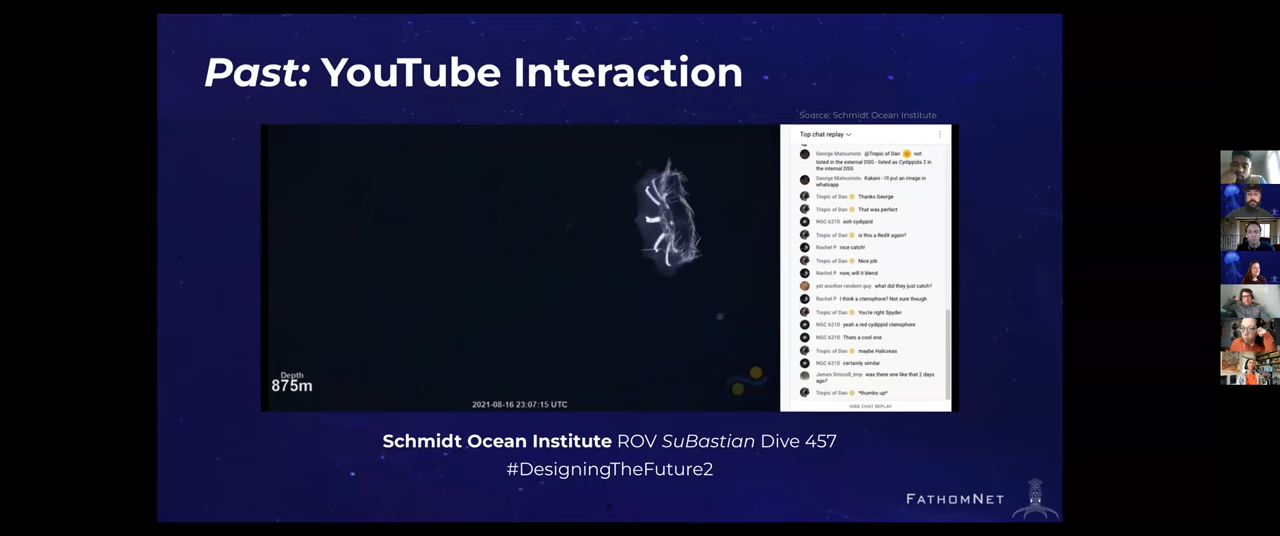 Past: YouTube Interaction
Source: Schmidt Ocean Institute
Top chat replay
George Matsumoto @Tropic of Dan not
listed in the external DSG - listed as Cydippida 2 in
the internal DSG
George Matsumoto Kakani - i'll put an image in
whatsapp
Tropic of Dan Thanks George
Tropic of Dan That was perfect
NGC 6210 ooh cydippid
Tropic of Dan is this a RedX again?
Rachel P nice catch!
Tropic of Dan Nice job
Rachel P now, will it blend
yet another random guy what did they just catch?
Rachel P I think a ctenophore? Not sure though
Tropic of Dan You're right Spyder
NGC 6210 yeah a red cydippid ctenophore
NGC 6210 Thats a cool one
Tropic of Dan maybe Halicreas
NGC 6210 certainly similar
James Driscoll_tmp was there one like that 2 days
ago?
Tropic of Dan *thumbs up*
HIDE CHAT REPLAY
Depth
875m
2021-08-16 23:07:15 UTC
Schmidt Ocean Institute ROV SuBastian Dive 457
#DesigningTheFuture2
FATHOMNET